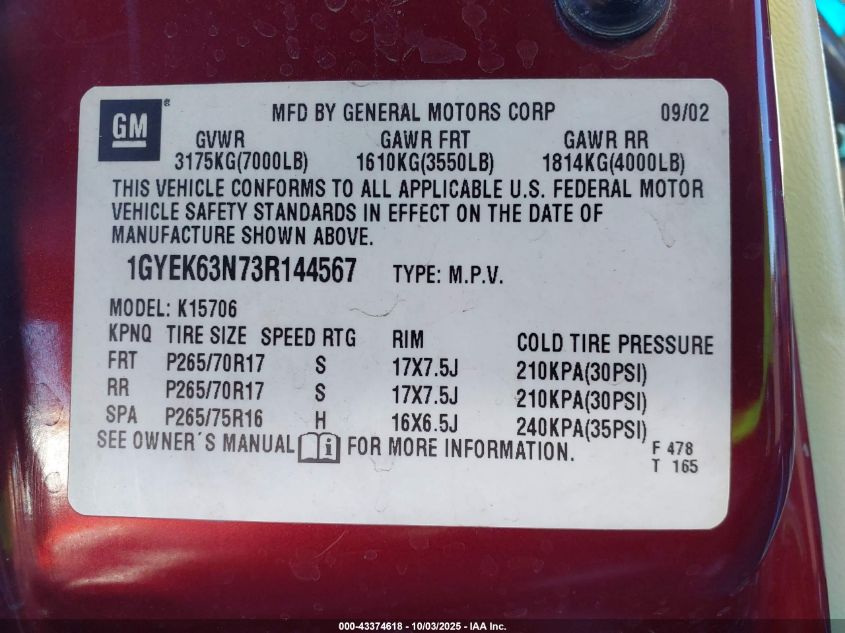 GM ®
MFD BY GENERAL MOTORS CORP 09/02
GVWR GAWR FRT GAWR RR
3175KG(7000LB) 1610KG(3550LB) 1814KG(4000LB)
THIS VEHICLE CONFORMS TO ALL APPLICABLE U.S. FEDERAL MOTOR
VEHICLE SAFETY STANDARDS IN EFFECT ON THE DATE OF
MANUFACTURE SHOWN ABOVE.
1GYEK63N73R144567 TYPE: M.P.V.
MODEL: K15706
KPNQ TIRE SIZE SPEED RTG RIM COLD TIRE PRESSURE
FRT P265/70R17 S 17X7.5J 210KPA(30PSI)
RR P265/70R17 S 17X7.5J 210KPA(30PSI)
SPA P265/75R16 H 16X6.5J 240KPA(35PSI)
SEE OWNER´S MANUAL FOR MORE INFORMATION.
F 478
T 165
000-43374618 - 10/03/2025 - IAA Inc.